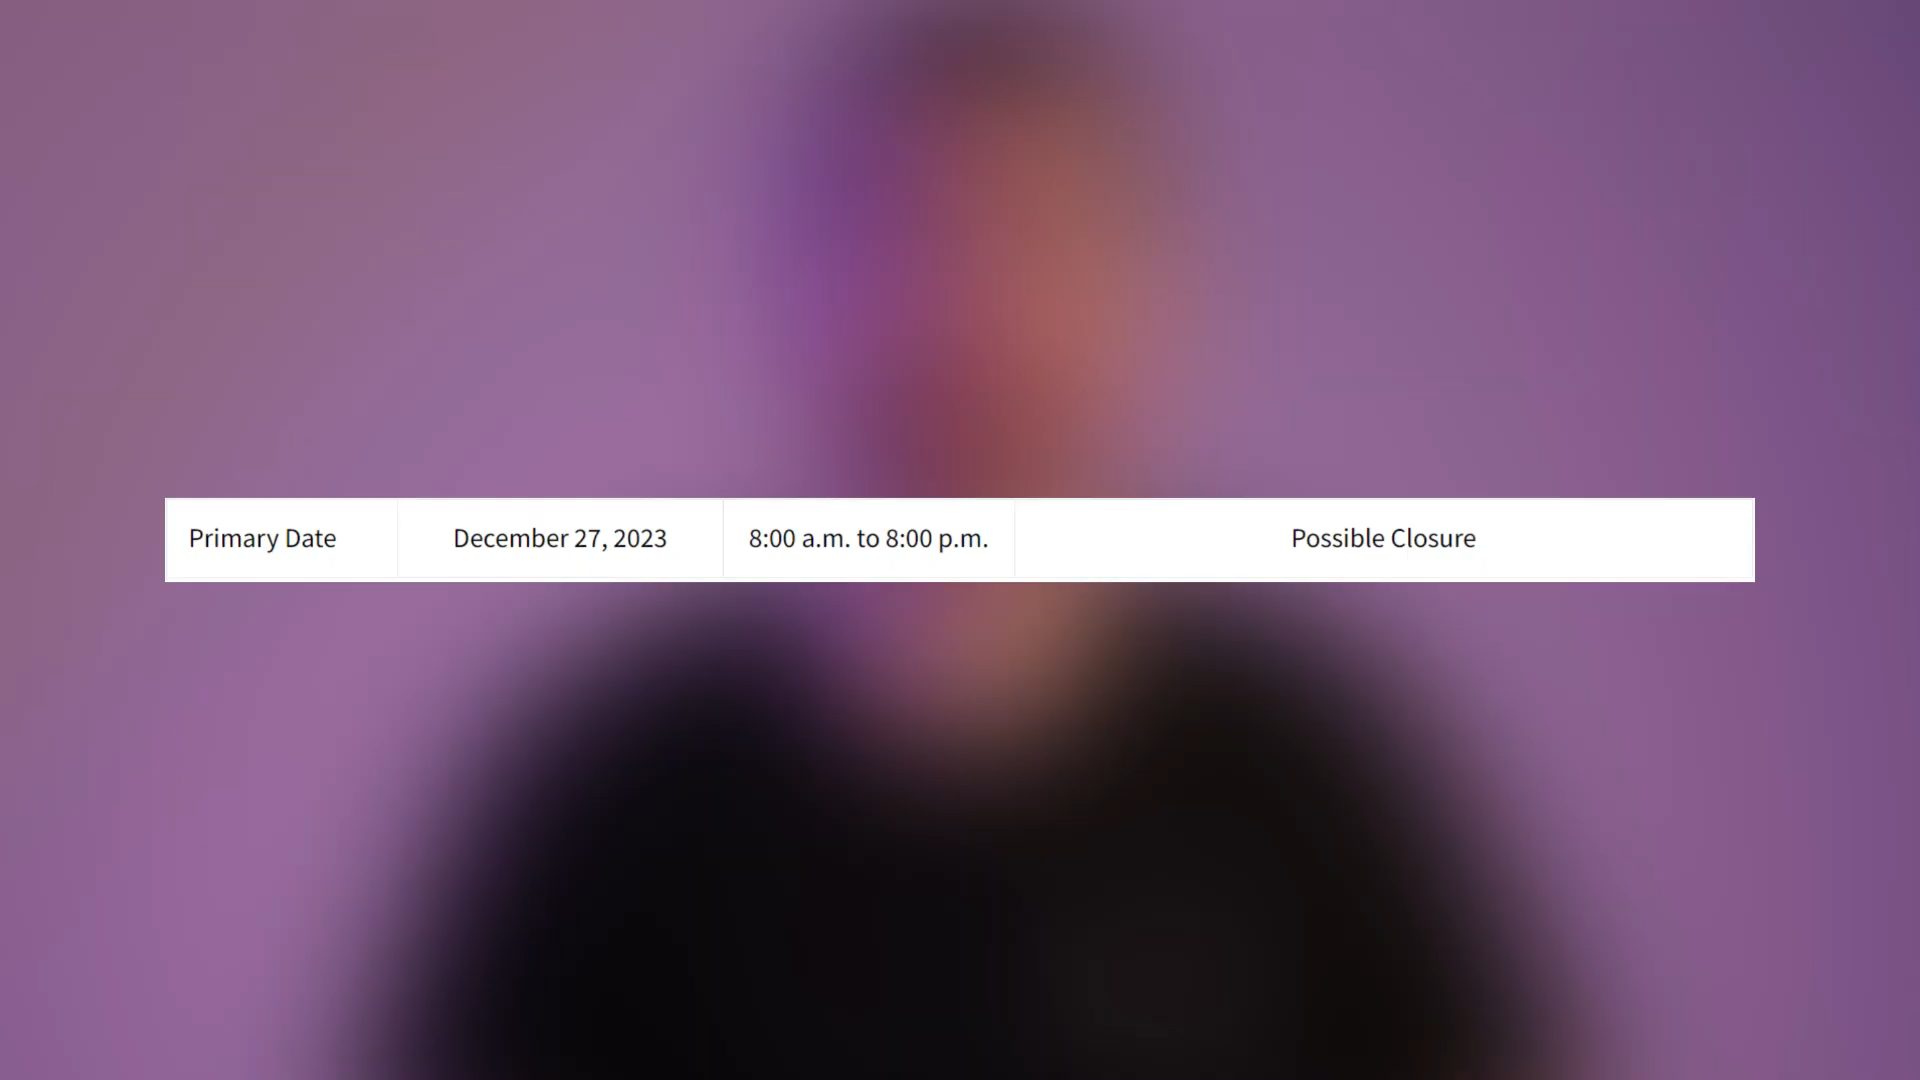 Primary Date December 27, 2023 8:00 a.m. to 8:00 p.m. Possible Closure